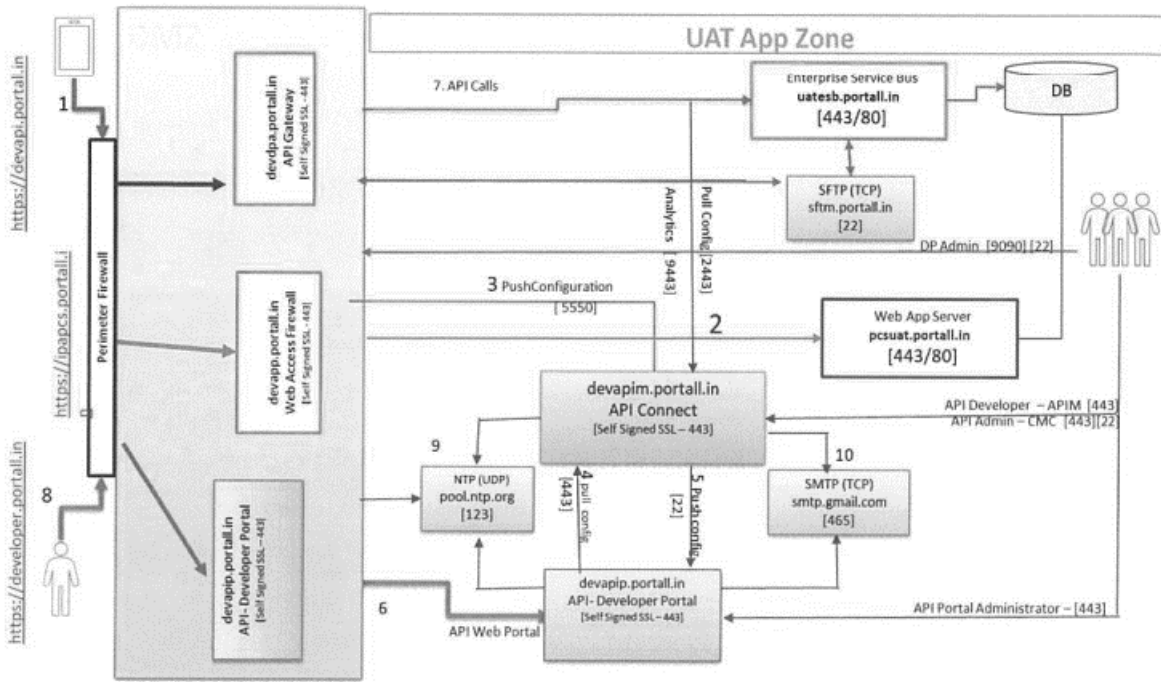 UAT App Zone
https://devapi.portall.in
1
Perimeter Firewall
https://ipapcs.portall.i
n
https://developer.portall.in
8
devdpa.portall.in
API Gateway
[Self Signed SSL – 443]
devapp.portall.in
Web Access Firewall
[Self Signed SSL – 443]
devapip.portall.in
API- Developer Portal
[Self Signed SSL – 443]
7. API Calls
Enterprise Service Bus
uatesb.portall.in
[443/80]
DB
SFTP (TCP)
sftm.portall.in
[22]
Pull Config [2443]
Analytics [ 9443]
DP Admin [9090] [22]
3 PushConfiguration
[ 5550]
2
Web App Server
pcsuat.portall.in
[443/80]
devapim.portall.in
API Connect
[Self Signed SSL – 443]
API Developer – APIM [443]
API Admin – CMC [443][22]
9
NTP (UDP)
pool.ntp.org
[123]
4 pull config
[443]
5 Push config
[22]
10
SMTP (TCP)
smtp.gmail.com
[465]
6
API Web Portal
devapip.portall.in
API- Developer Portal
[Self Signed SSL – 443]
API Portal Administrator – [443]